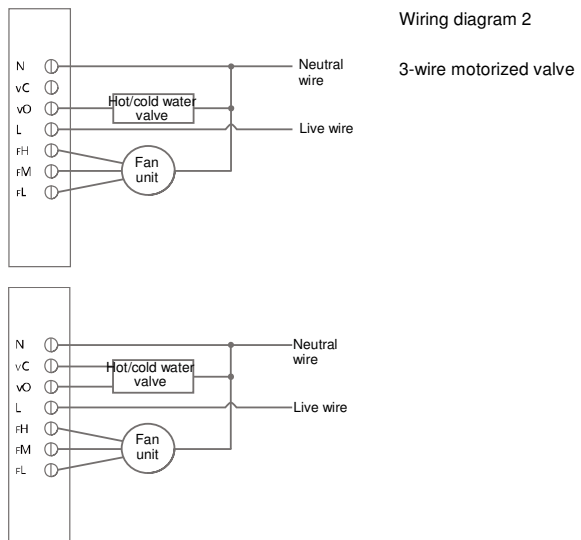 Wiring diagram 2
3-wire motorized valve
N
vC
vO
L
FH
FM
FL
Hot/cold water
valve
Fan
unit
Neutral
wire
Live wire
N
vC
vO
L
FH
FM
FL
Hot/cold water
valve
Fan
unit
Neutral
wire
Live wire